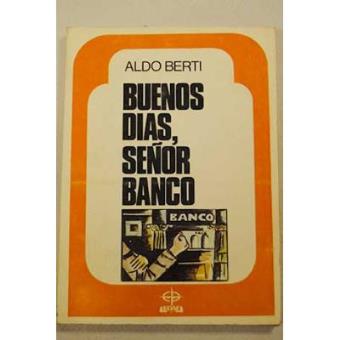 ALDO BERTI
BUENOS
DIAS,
SEÑOR
BANCO
BANCO